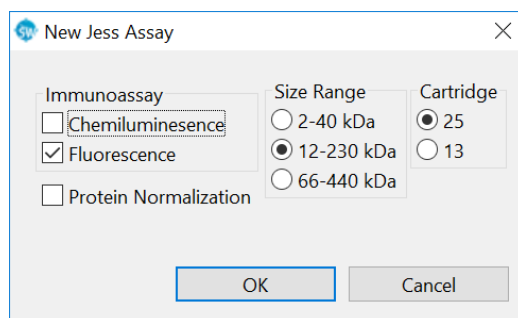 SW New Jess Assay
Immunoassay
Chemiluminesence
Fluorescence
Protein Normalization
Size Range
2-40 kDa
12-230 kDa
66-440 kDa
Cartridge
25
13
OK
Cancel